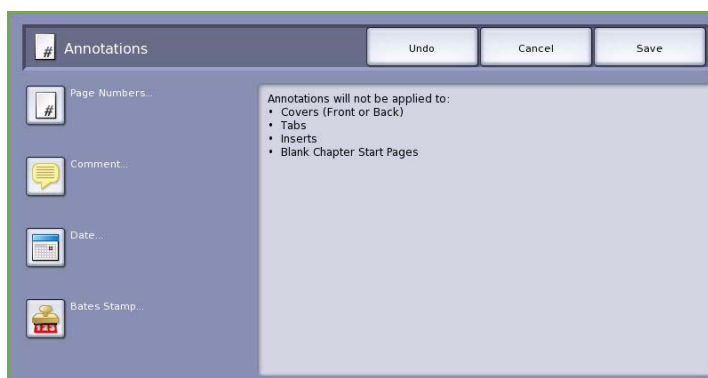 # Annotations
Undo
Cancel
Save
#
Page Numbers...
Comment...
Date...
Bates Stamp...
123
Annotations will not be applied to:
• Covers (Front or Back)
• Tabs
• Inserts
• Blank Chapter Start Pages